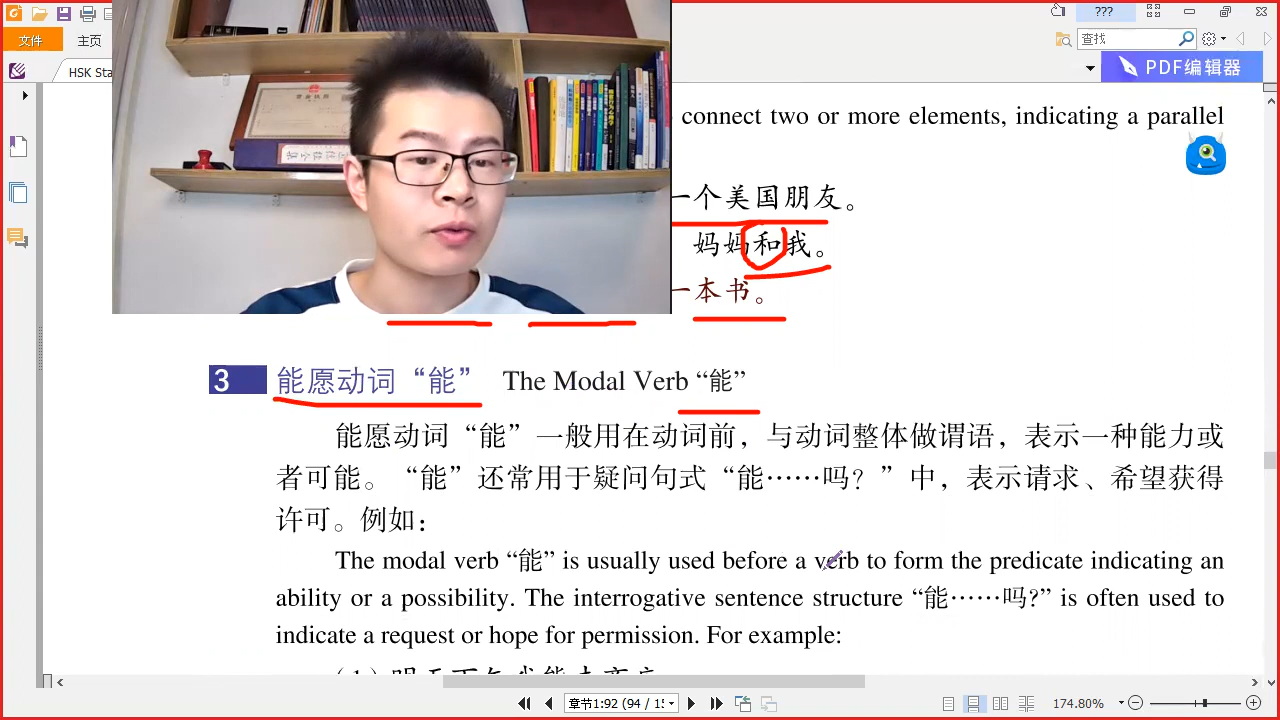 ???
文件
主页
查找
HSK Sta
PDF编辑器
connect two or more elements, indicating a parallel
一个美国朋友。
妈妈和我。
一本书。
3 能愿动词“能” The Modal Verb “能”
能愿动词“能”一般用在动词前，与动词整体做谓语，表示一种能力或
者可能。“能”还常用于疑问句式“能……吗？”中，表示请求、希望获得
许可。例如：
The modal verb “能” is usually used before a verb to form the predicate indicating an
ability or a possibility. The interrogative sentence structure “能……吗?” is often used to
indicate a request or hope for permission. For example:
章节1:92 (94 / 15
174.80%